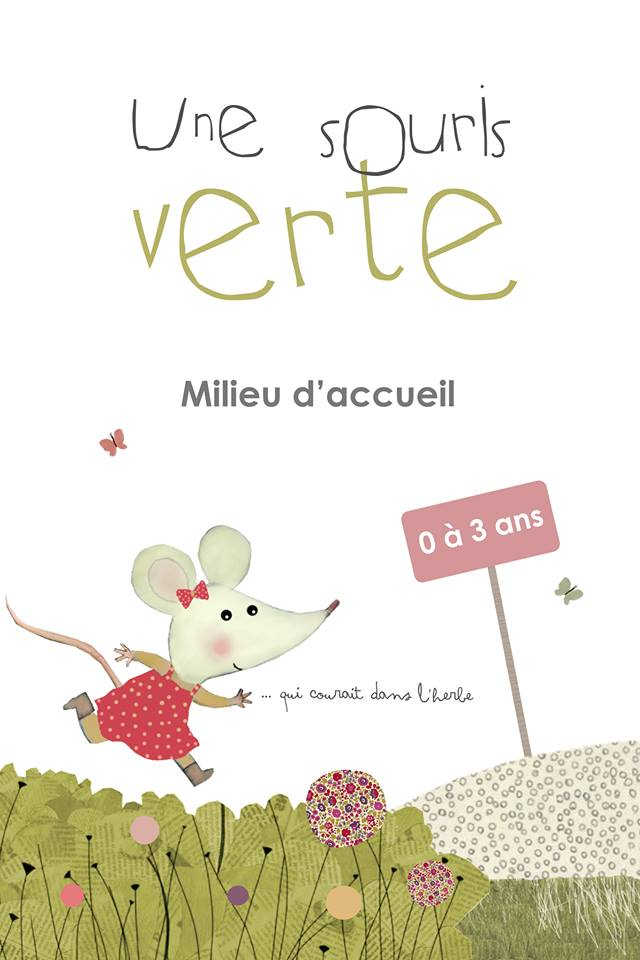 Une souris
verte
Milieu d'accueil
0 à 3 ans
... qui courait dans l'herbe